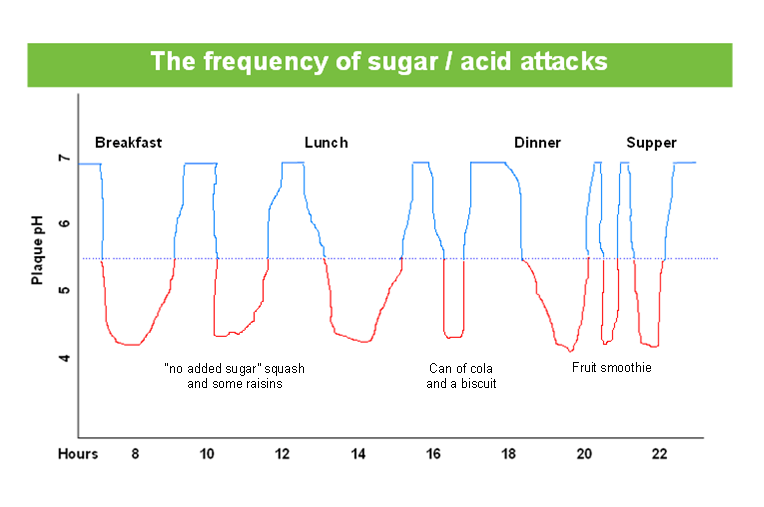 The frequency of sugar / acid attacks
Breakfast
Lunch
Dinner
Supper
Plaque pH
7
6
5
4
"no added sugar" squash
and some raisins
Can of cola
and a biscuit
Fruit smoothie
Hours 8 10 12 14 16 18 20 22